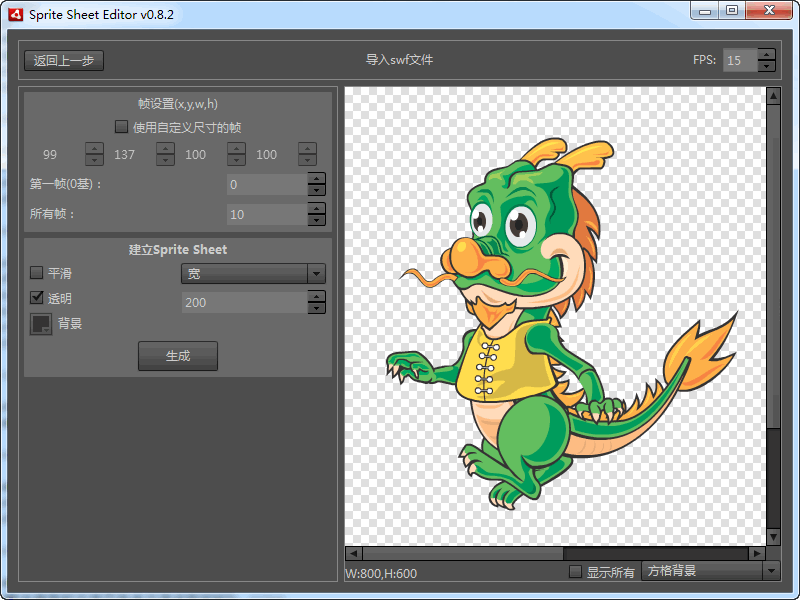 Sprite Sheet Editor v0.8.2
返回上一步
导入swf文件
FPS: 15
帧设置(x,y,w,h)
使用自定义尺寸的帧
99 137 100 100
第一帧(0基)： 0
所有帧： 10
建立Sprite Sheet
平滑 宽
透明 200
背景
生成
W:800,H:600 显示所有 方格背景